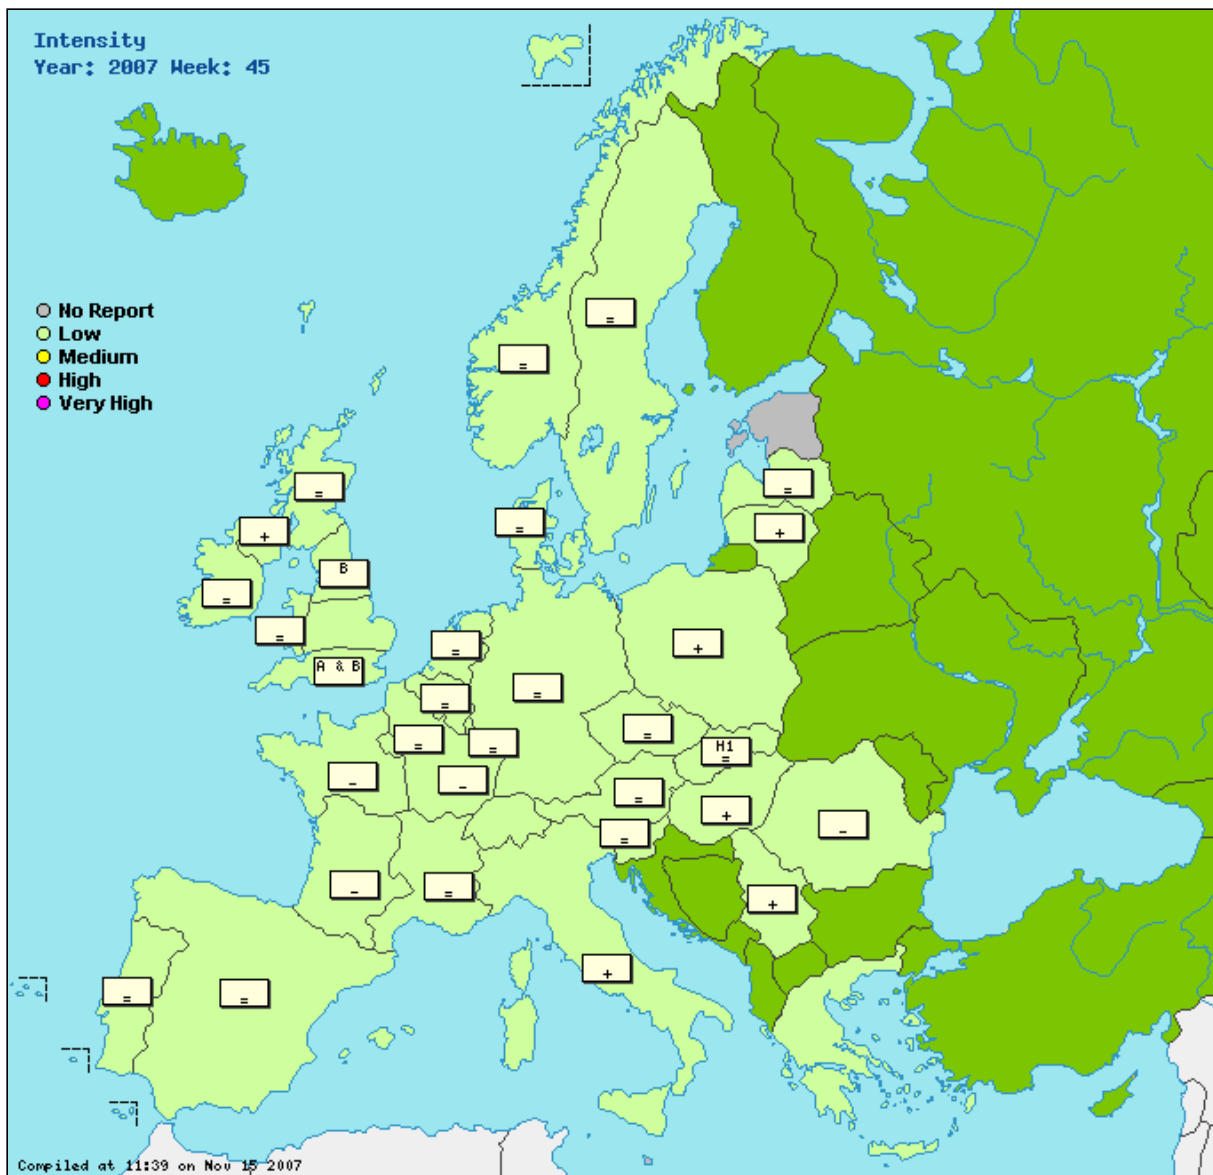 Intensity
Year: 2007 Week: 45
No Report
Low
Medium
High
Very High
=
=
=
=
+
=
=
+
B
=
=
A & B
=
+
=
=
=
=
=
H1
=
-
-
=
+
-
=
-
=
+
+
=
=
Compiled at 11:39 on Nov 15 2007